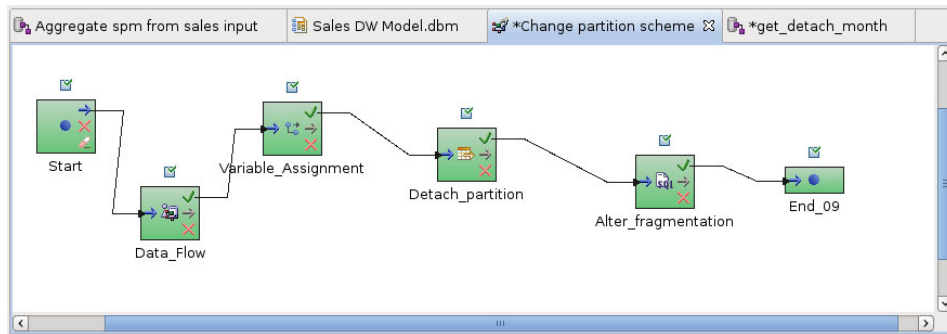 Aggregate spm from sales input
Sales DW Model.dbm
*Change partition scheme
*get_detach_month
Start
Data_Flow
Variable_Assignment
Detach_partition
SQL
Alter_fragmentation
End_09